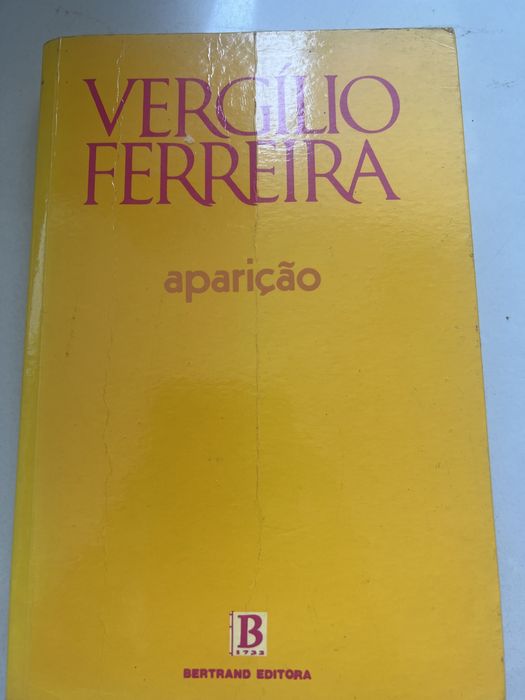 VERGÍLIO
FERREIRA
aparição
B
1732
BERTRAND EDITORA